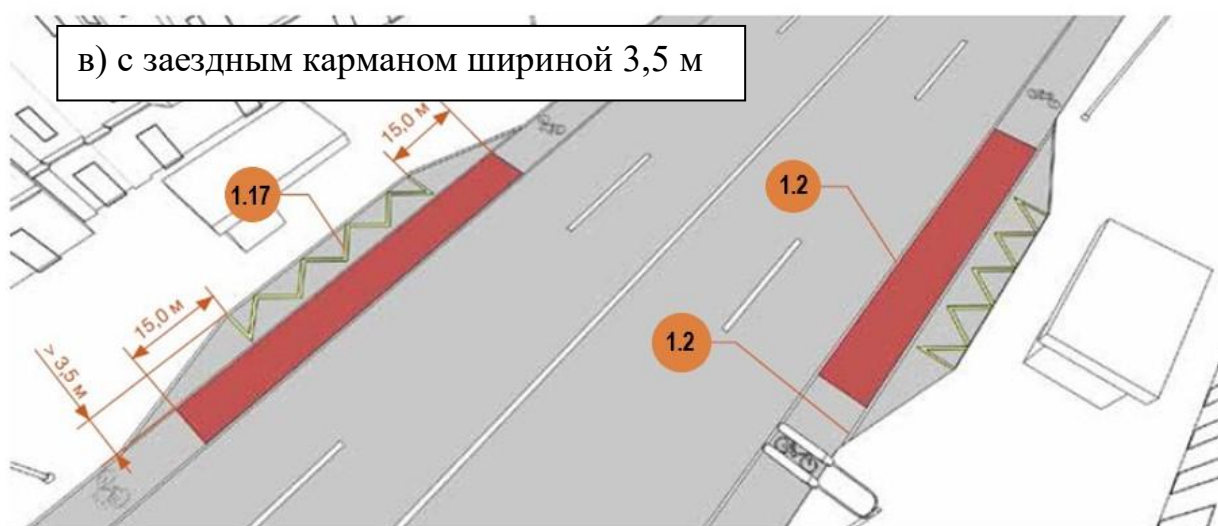 в) с заездным карманом шириной 3,5 м
15,0 м
1.17
1.2
15,0 м
> 3,5 м
1.2